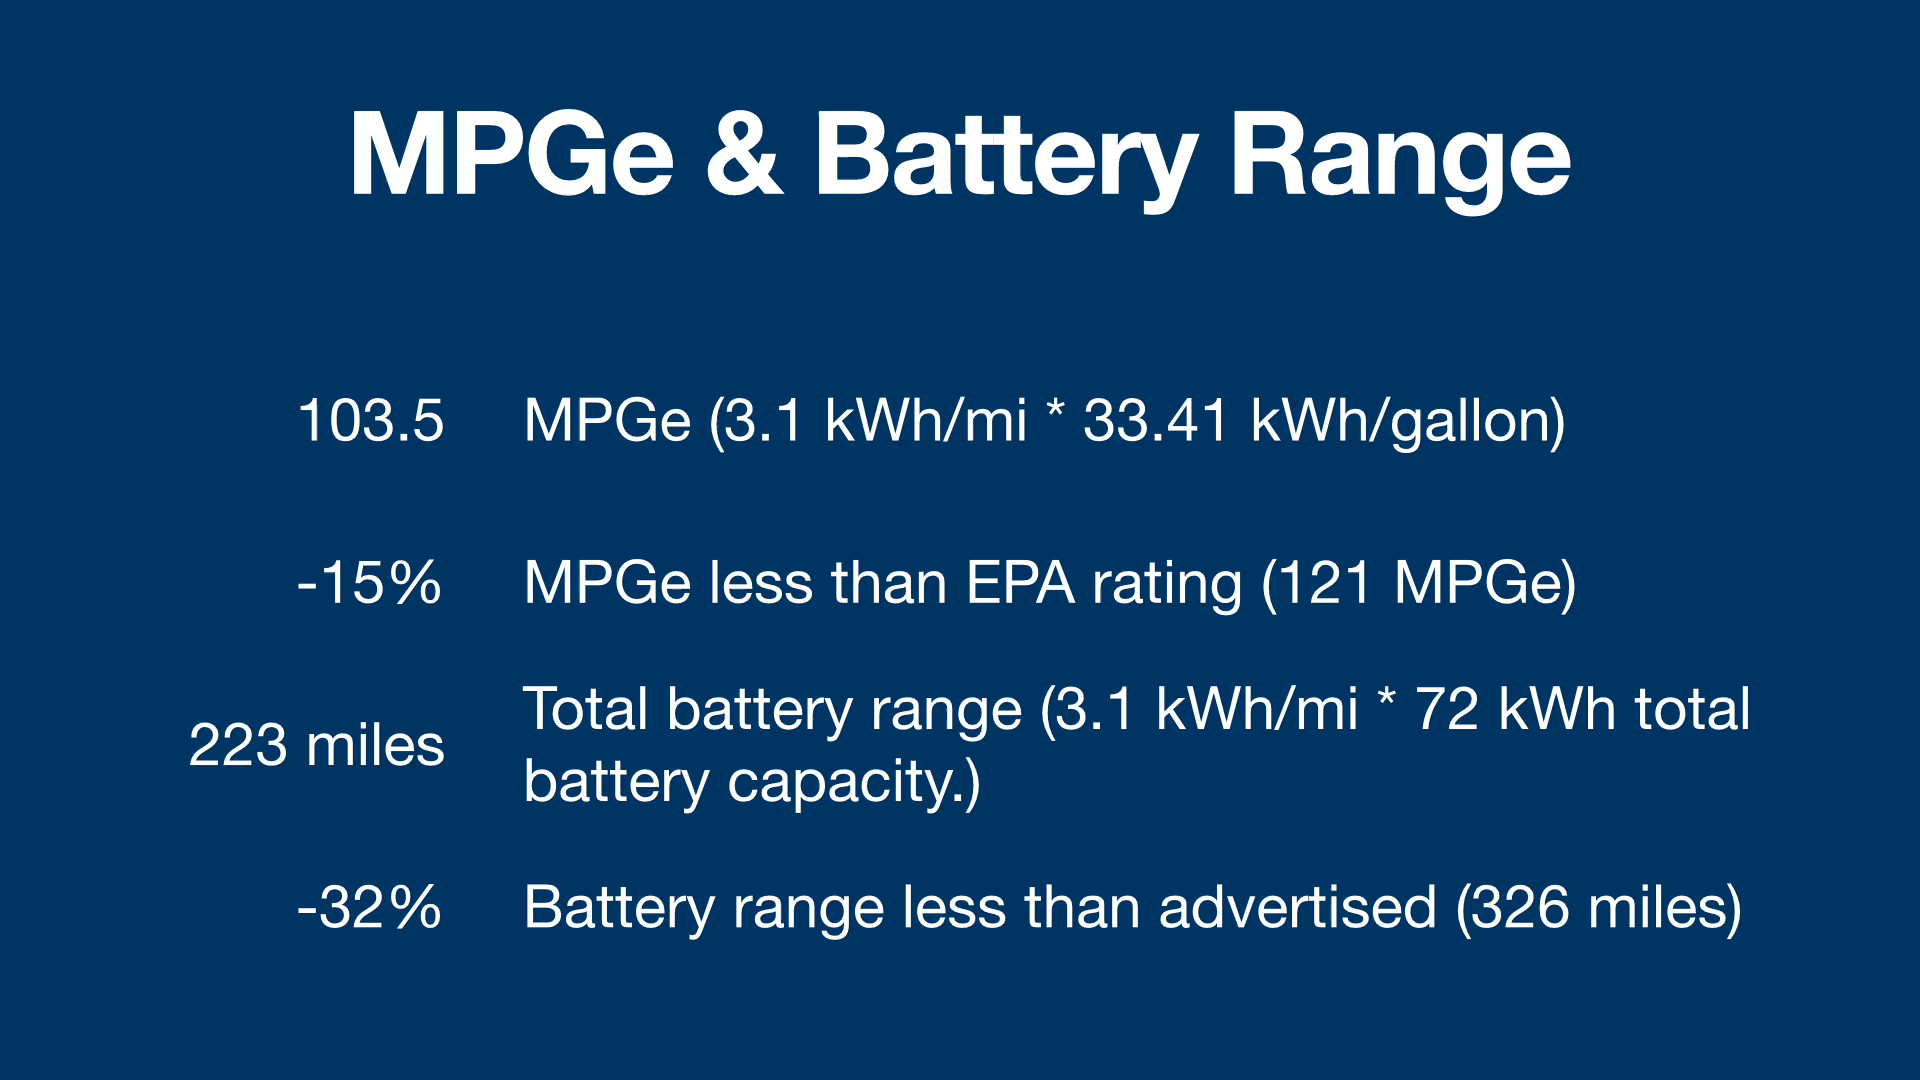 MPGe & Battery Range
103.5 MPGe (3.1 kWh/mi * 33.41 kWh/gallon)
-15% MPGe less than EPA rating (121 MPGe)
223 miles Total battery range (3.1 kWh/mi * 72 kWh total
battery capacity.)
-32% Battery range less than advertised (326 miles)